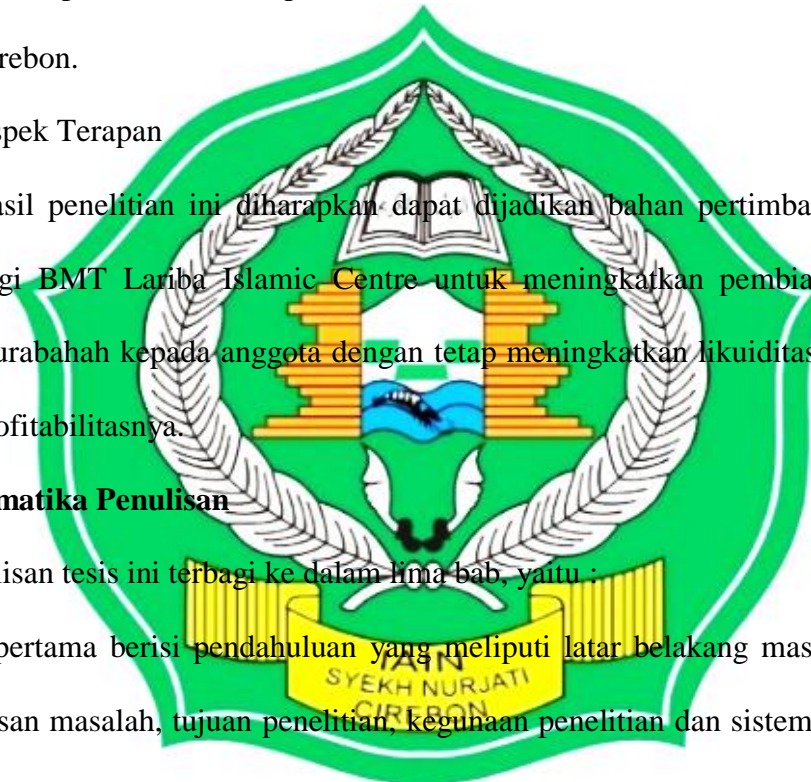 irebon.
spek Terapan
asil penelitian ini diharapkan dapat dijadikan bahan pertimba
gi BMT Lariba Islamic Centre untuk meningkatkan pembia
urabahah kepada anggota dengan tetap meningkatkan likuiditas
ofitabilitasnya.
matika Penulisan
lisan tesis ini terbagi ke dalam lima bab, yaitu :
pertama berisi pendahuluan yang meliputi latar belakang mas
san masalah, tujuan penelitian, kegunaan penelitian dan sistem
IAIN
SYEKH NURJATI
CIREBON